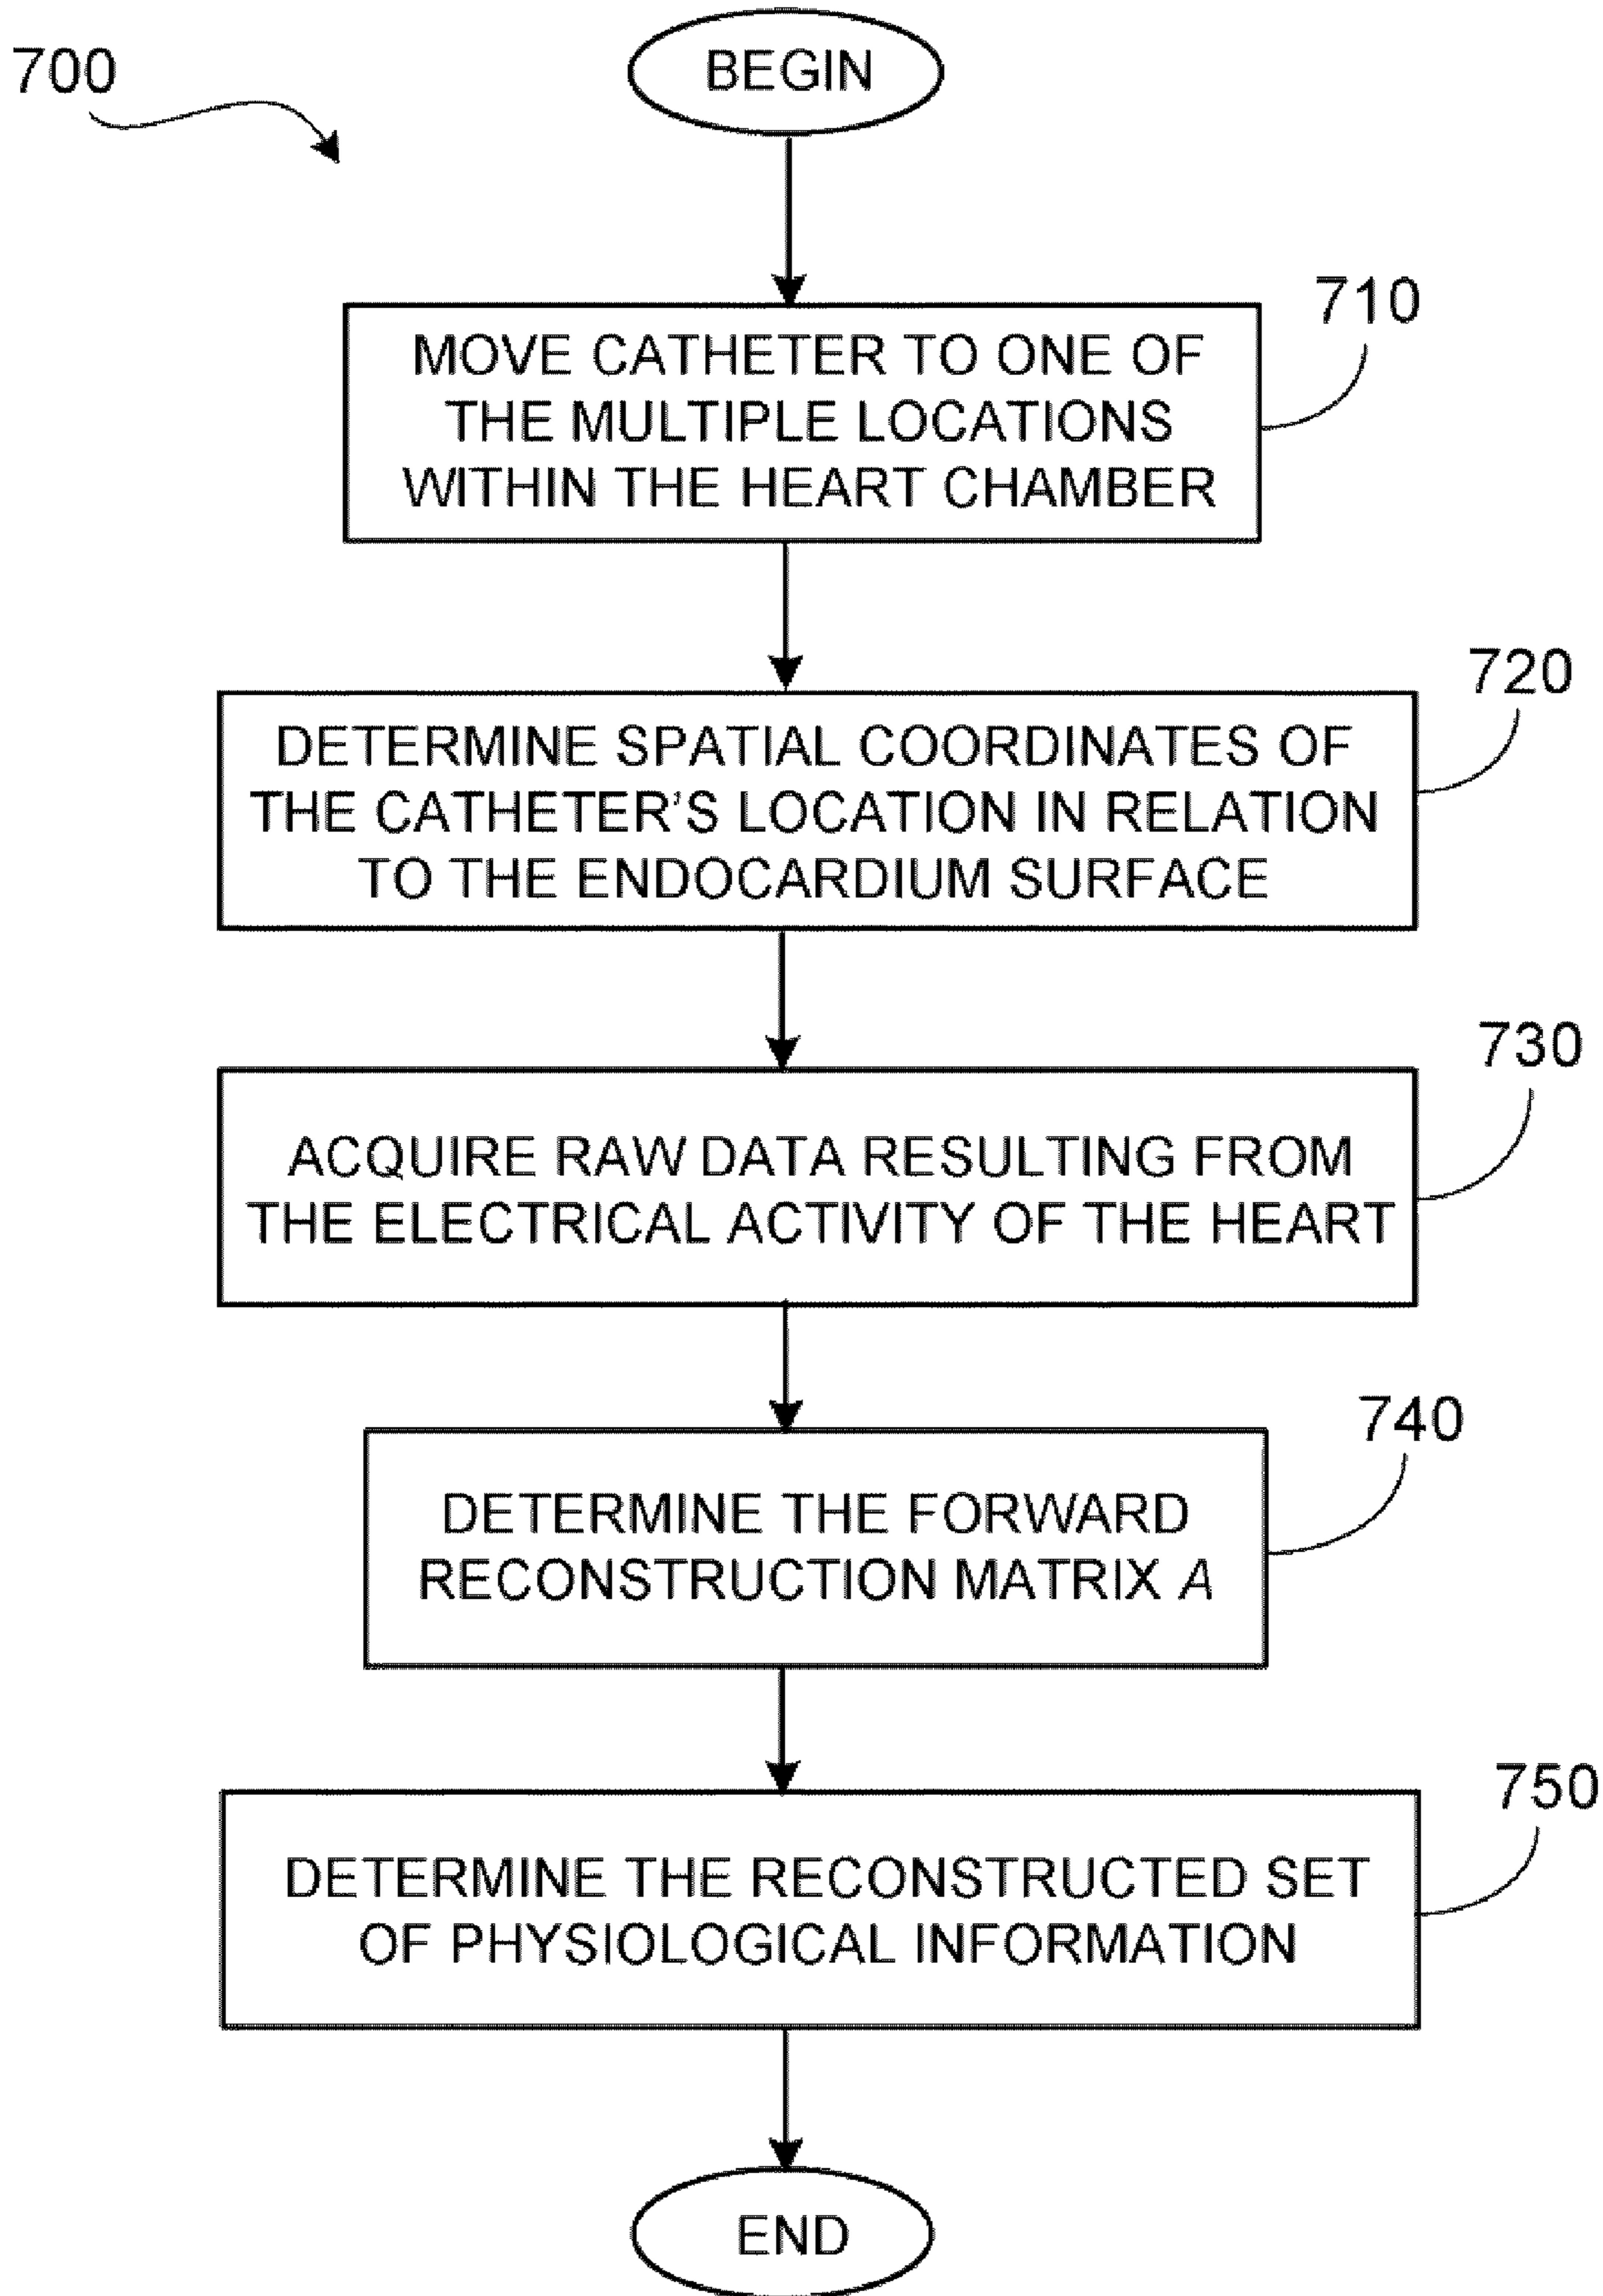 700
BEGIN
710
MOVE CATHETER TO ONE OF
THE MULTIPLE LOCATIONS
WITHIN THE HEART CHAMBER
720
DETERMINE SPATIAL COORDINATES OF
THE CATHETER'S LOCATION IN RELATION
TO THE ENDOCARDIUM SURFACE
730
ACQUIRE RAW DATA RESULTING FROM
THE ELECTRICAL ACTIVITY OF THE HEART
740
DETERMINE THE FORWARD
RECONSTRUCTION MATRIX A
750
DETERMINE THE RECONSTRUCTED SET
OF PHYSIOLOGICAL INFORMATION
END